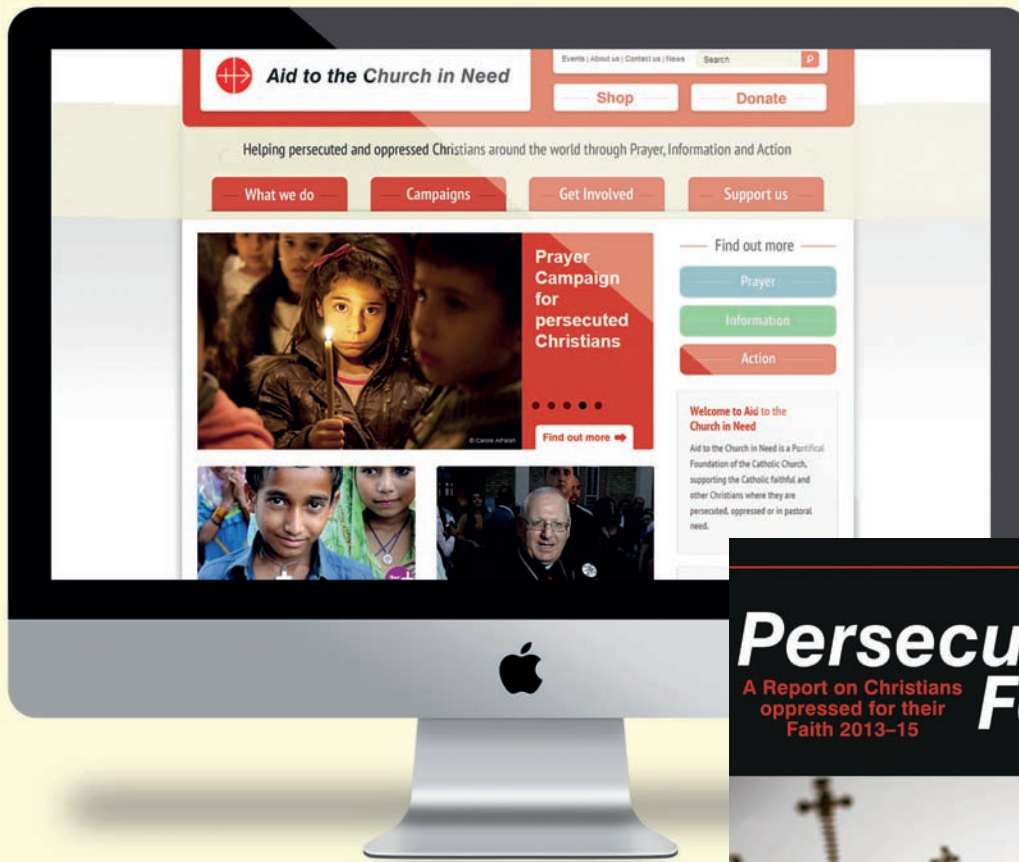 Aid to the Church in Need
Events | About us | Contact us | News
Search
Shop
Donate
Helping persecuted and oppressed Christians around the world through Prayer, Information and Action
What we do
Campaigns
Get Involved
Support us
Prayer
Campaign
for
persecuted
Christians
Find out more
© Carole AlFarah
Find out more
Prayer
Information
Action
Welcome to Aid to the
Church in Need
Aid to the Church in Need is a Pontifical
Foundation of the Catholic Church,
supporting the Catholic faithful and
other Christians where they are
persecuted, oppressed or in pastoral
need.
Persecu
A Report on Christians
oppressed for their
Faith 2013–15